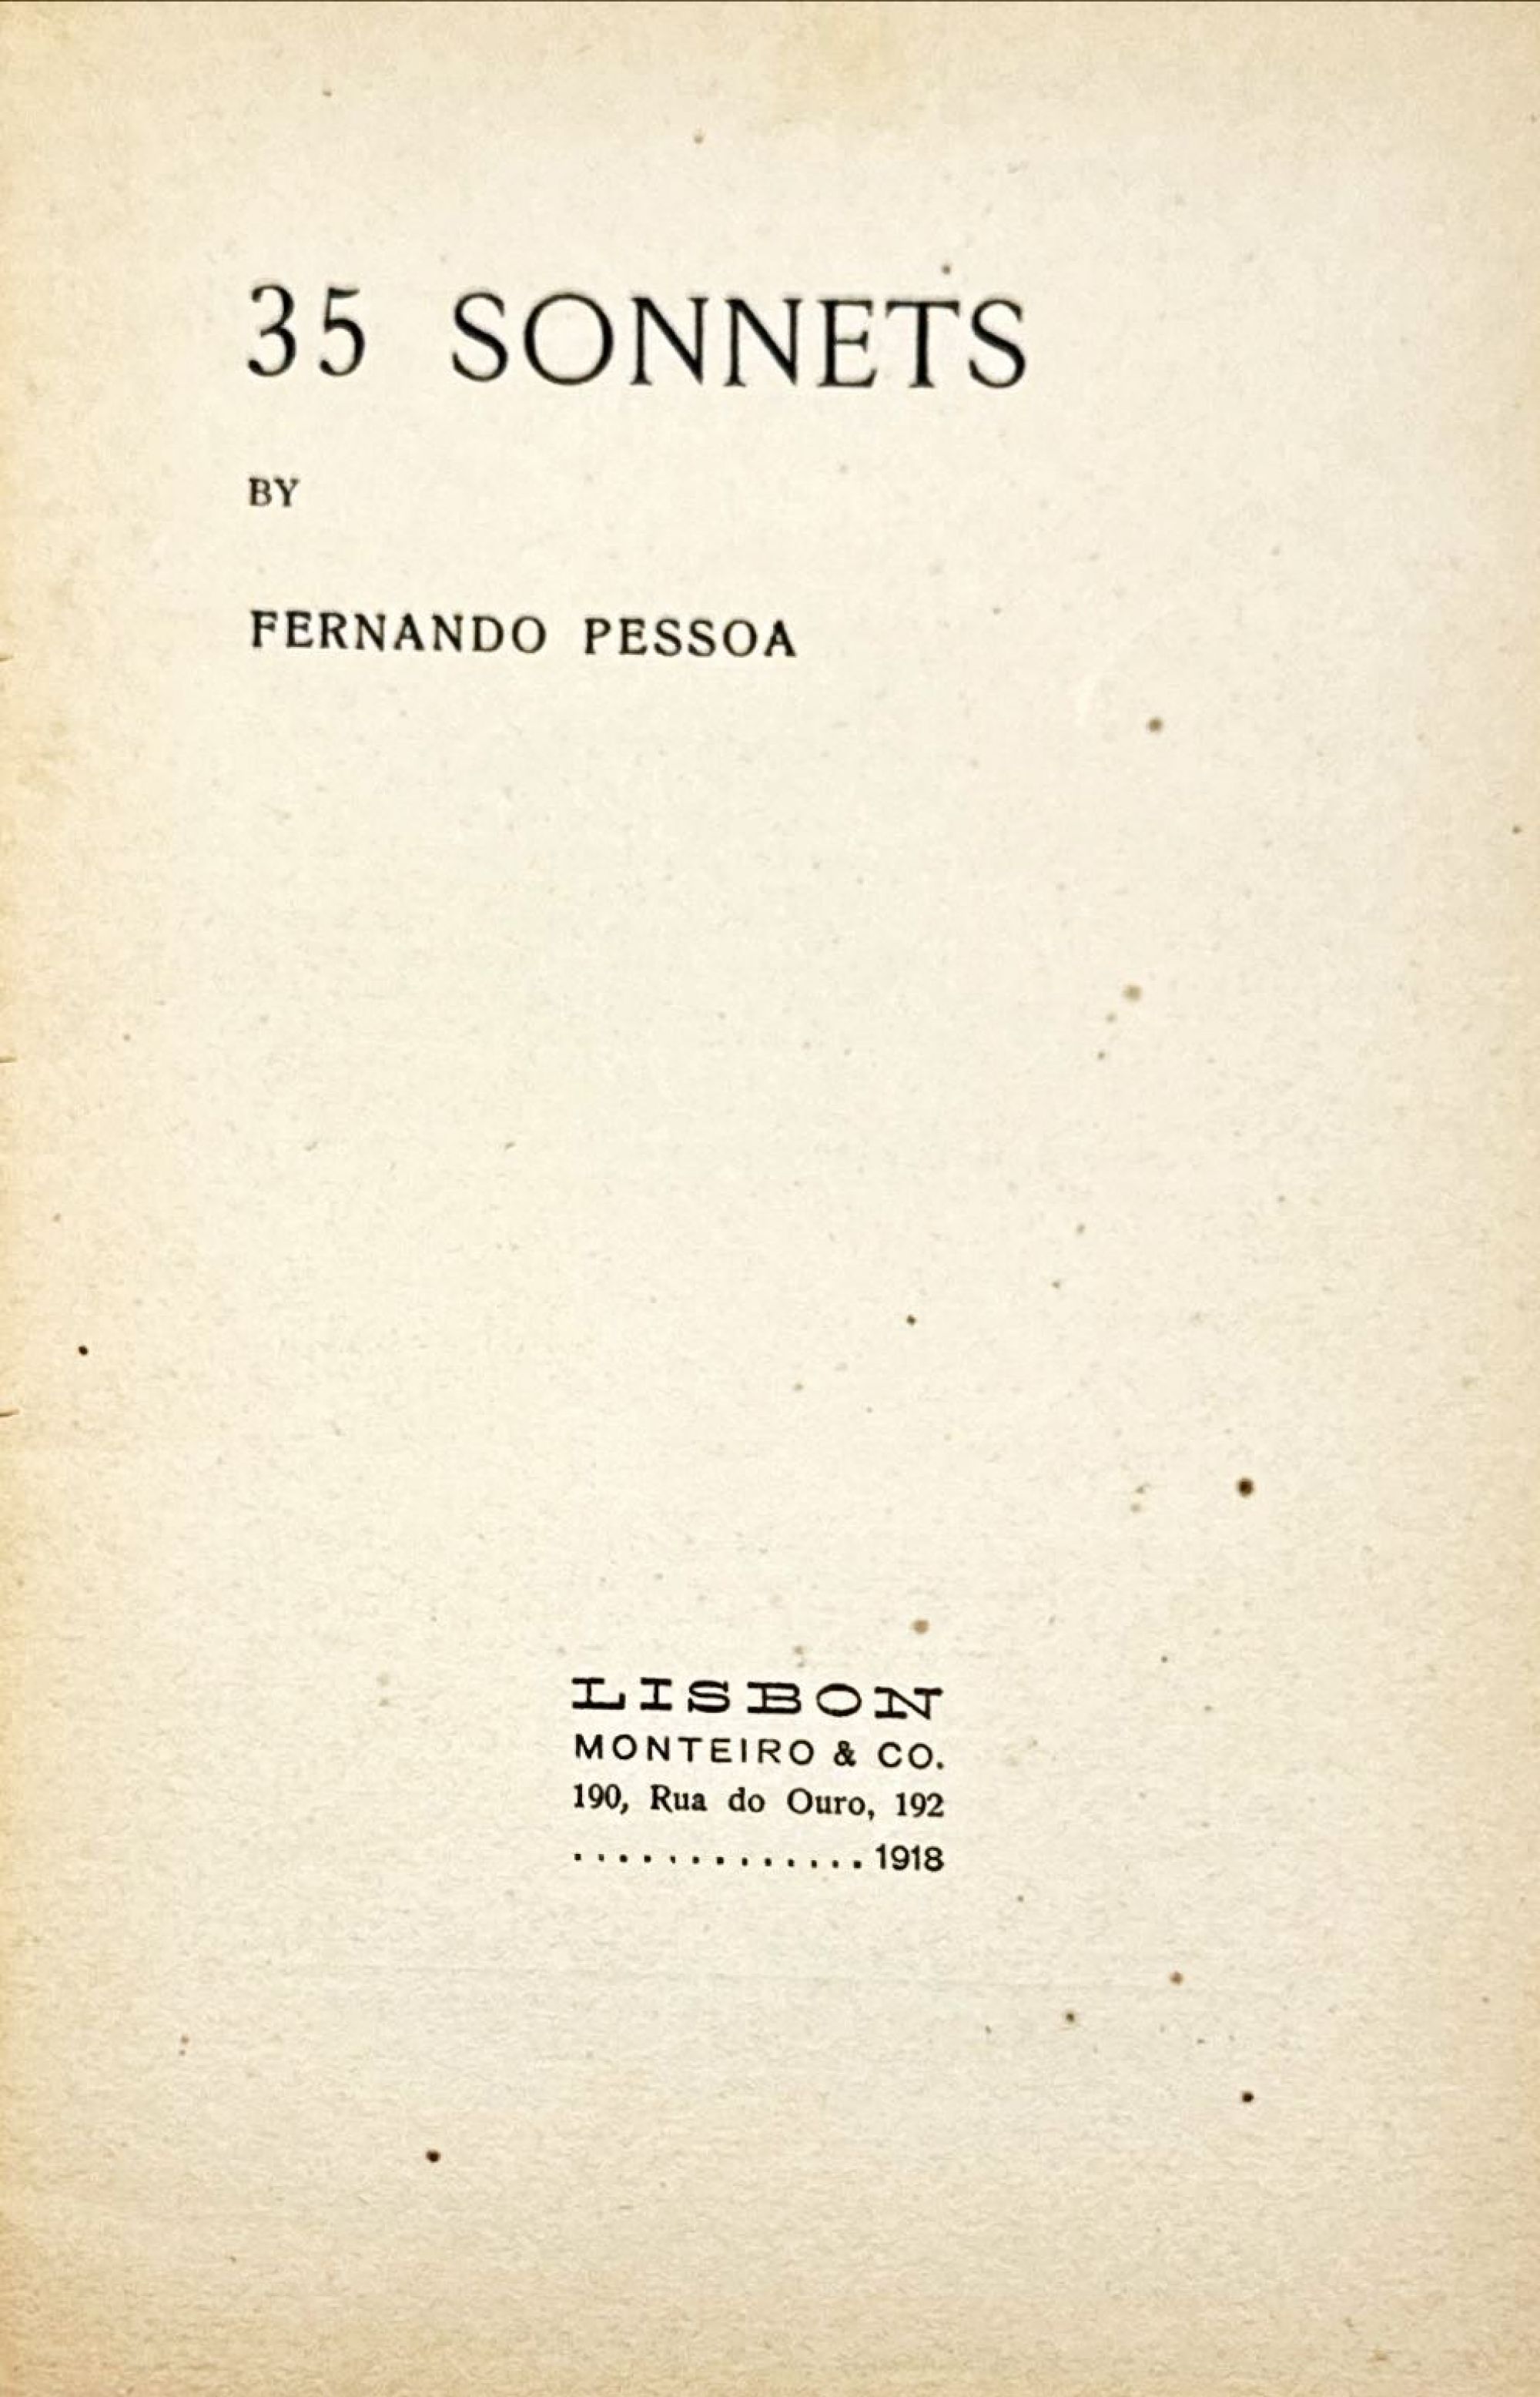 35 SONNETS
BY
FERNANDO PESSOA
LISBON
MONTEIRO & CO.
190, Rua do Ouro, 192
.............1918